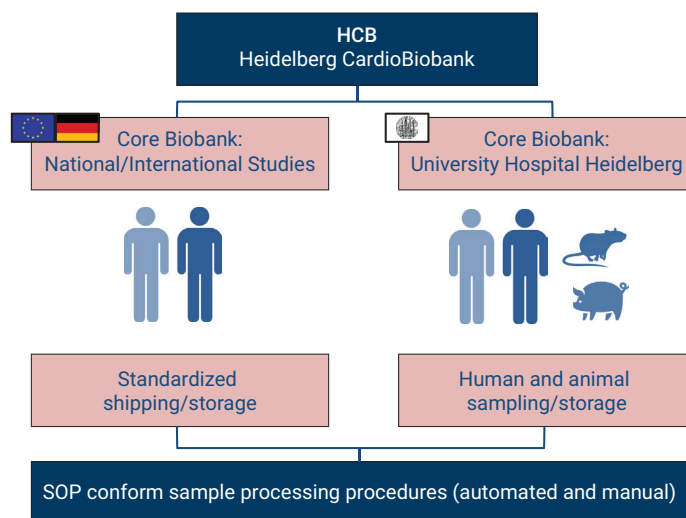 HCB
Heidelberg CardioBiobank
Core Biobank:
National/International Studies
Core Biobank:
University Hospital Heidelberg
Standardized
shipping/storage
Human and animal
sampling/storage
SOP conform sample processing procedures (automated and manual)